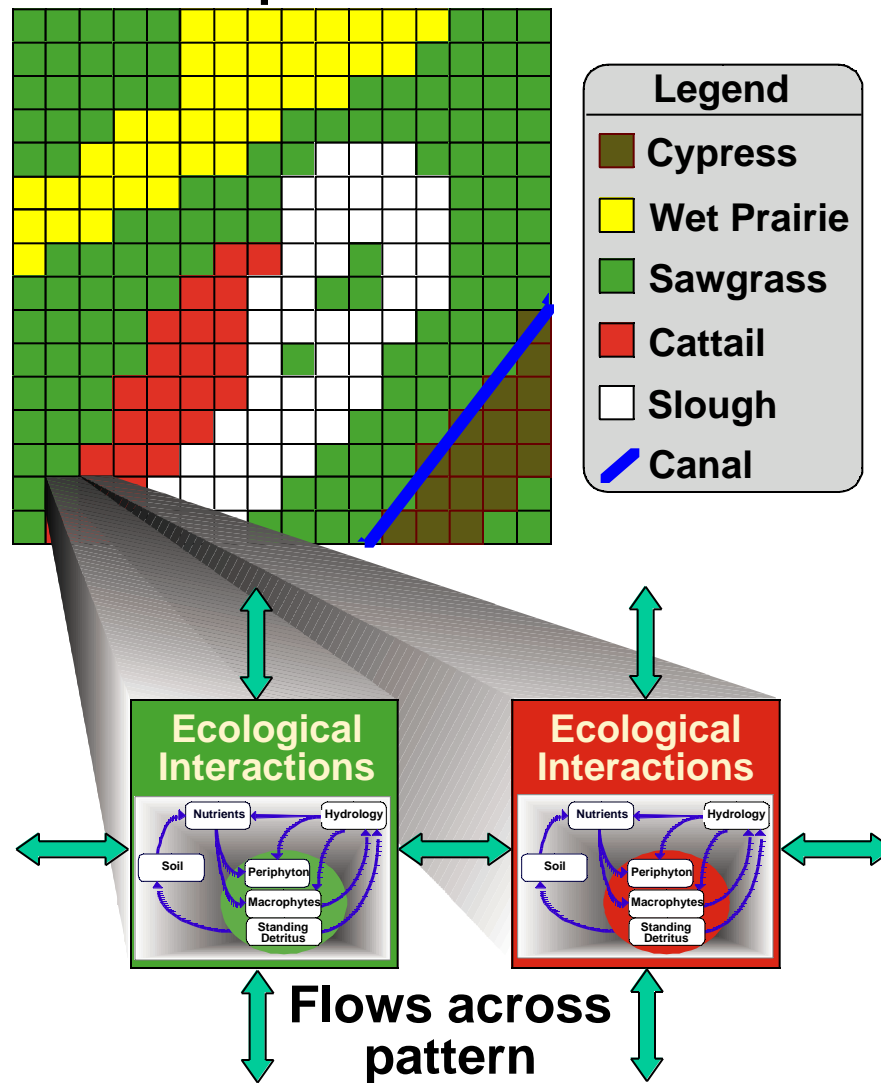 Legend
Cypress
Wet Prairie
Sawgrass
Cattail
Slough
Canal
Ecological
Interactions
Nutrients
Hydrology
Soil
Periphyton
Macrophytes
Standing
Detritus
Ecological
Interactions
Nutrients
Hydrology
Soil
Periphyton
Macrophytes
Standing
Detritus
Flows across
pattern